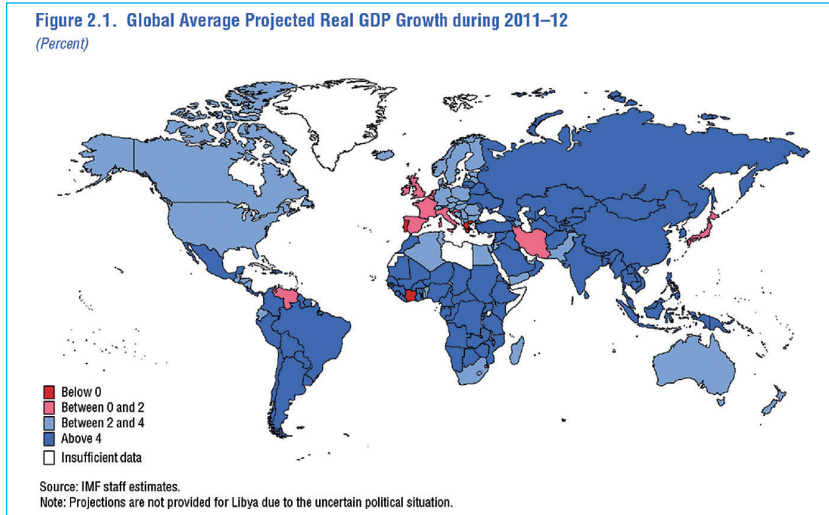 Figure 2.1. Global Average Projected Real GDP Growth during 2011–12
(Percent)
Below 0
Between 0 and 2
Between 2 and 4
Above 4
Insufficient data
Source: IMF staff estimates.
Note: Projections are not provided for Libya due to the uncertain political situation.